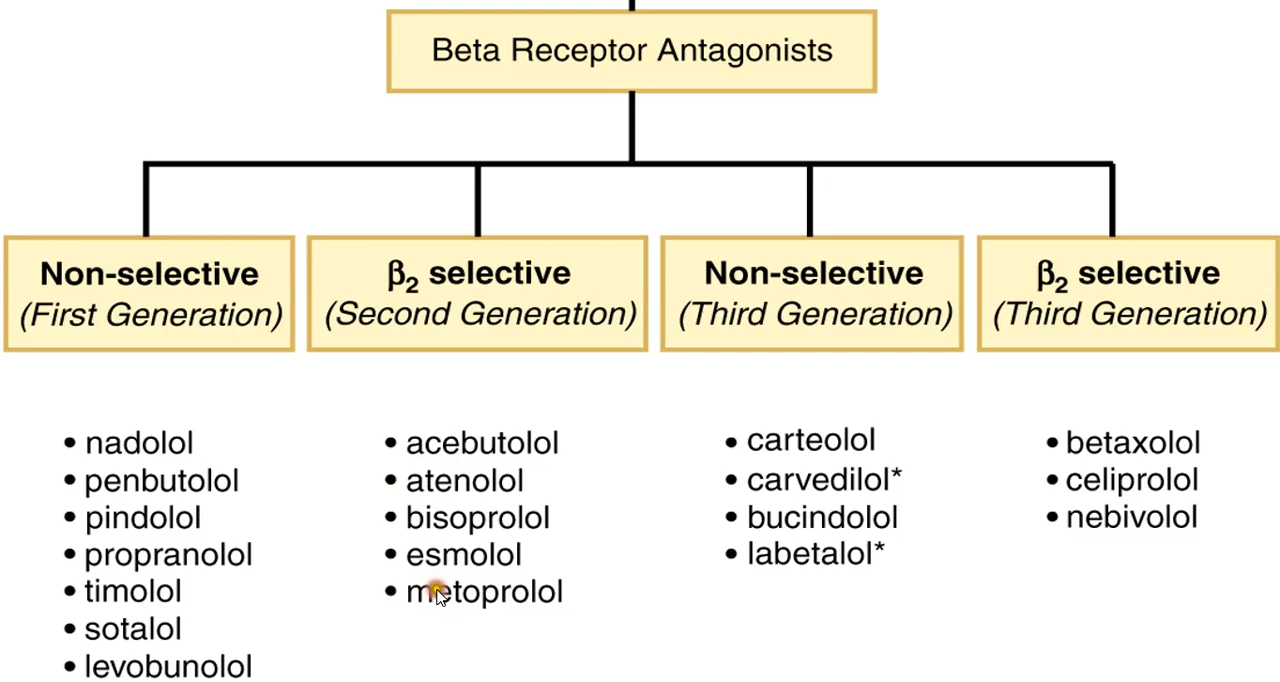 Beta Receptor Antagonists
Non-selective
(First Generation)
β2 selective
(Second Generation)
Non-selective
(Third Generation)
β2 selective
(Third Generation)
• nadolol
• penbutolol
• pindolol
• propranolol
• timolol
• sotalol
• levobunolol
• acebutolol
• atenolol
• bisoprolol
• esmolol
• metoprolol
• carteolol
• carvedilol*
• bucindolol
• labetalol*
• betaxolol
• celiprolol
• nebivolol